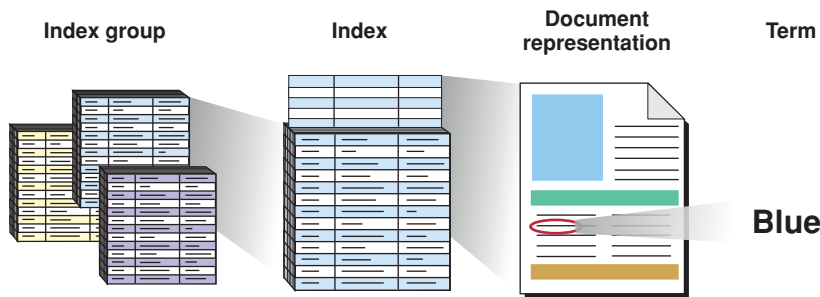 Index group
Index
Document
representation
Term
Blue